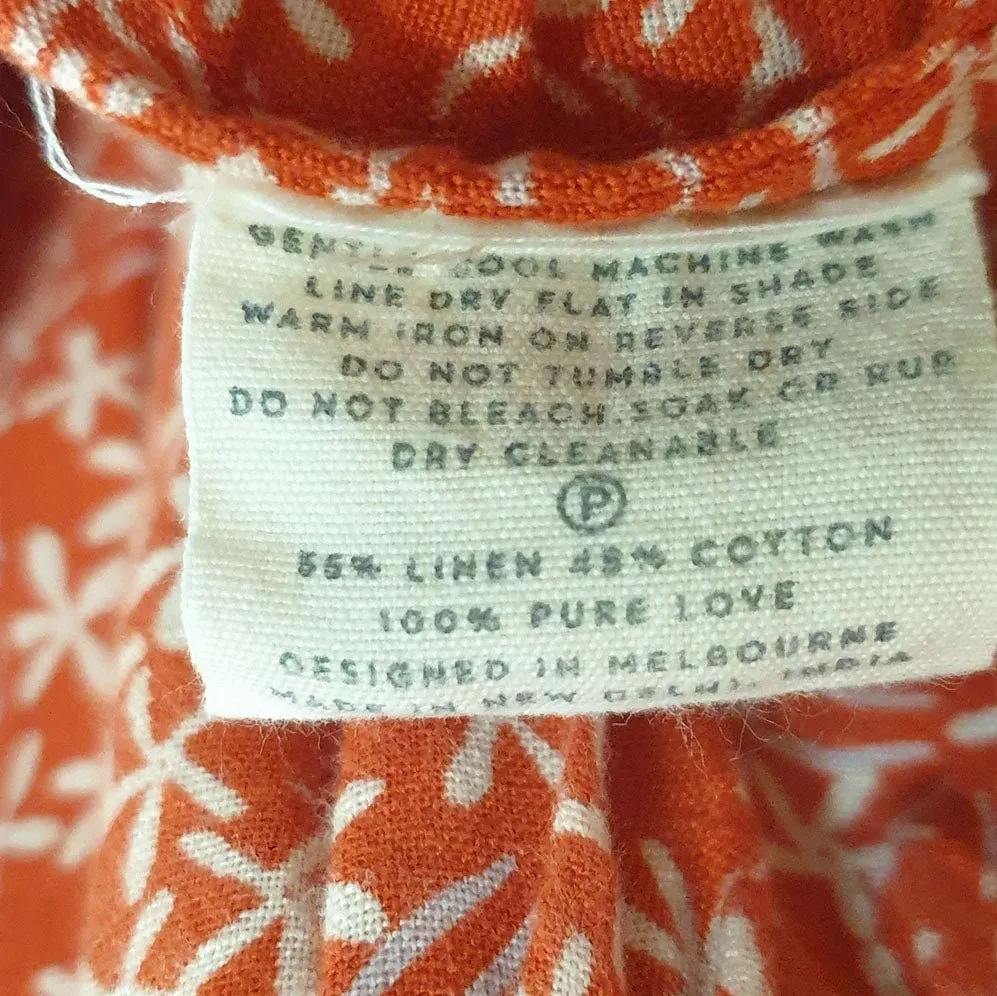 GENTLE COOL MACHINE WASH
LINE DRY FLAT IN SHADE
WARM IRON ON REVERSE SIDE
DO NOT TUMBLE DRY
DO NOT BLEACH.SOAK OR RUB
DRY CLEANABLE
P
55% LINEN 45% COTTON
100% PURE LOVE
DESIGNED IN MELBOURNE
MADE IN NEW DELHI, INDIA